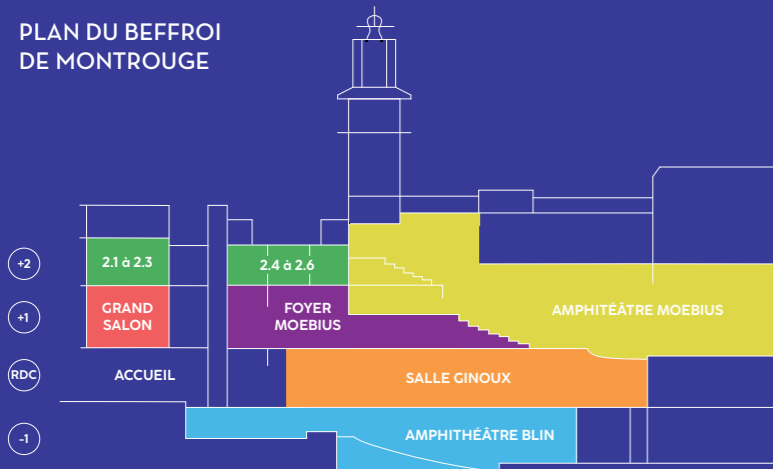 PLAN DU BEFFROI
DE MONTROUGE
+2
2.1 à 2.3
2.4 à 2.6
+1
GRAND
SALON
FOYER
MOEBIUS
AMPHITÉÂTRE MOEBIUS
RDC
ACCUEIL
SALLE GINOUX
-1
AMPHITHÉÂTRE BLIN